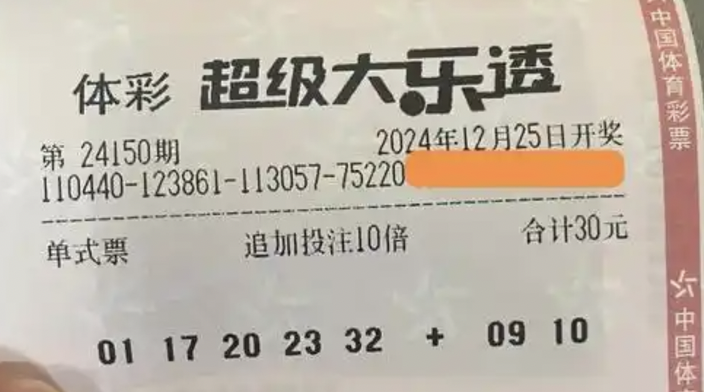 体彩 超级大乐透
第 24150期 2024年12月25日开奖
110440-123861-113057-75220
单式票 追加投注10倍 合计30元
01 17 20 23 32 + 09 10
中国体育彩票
中国体